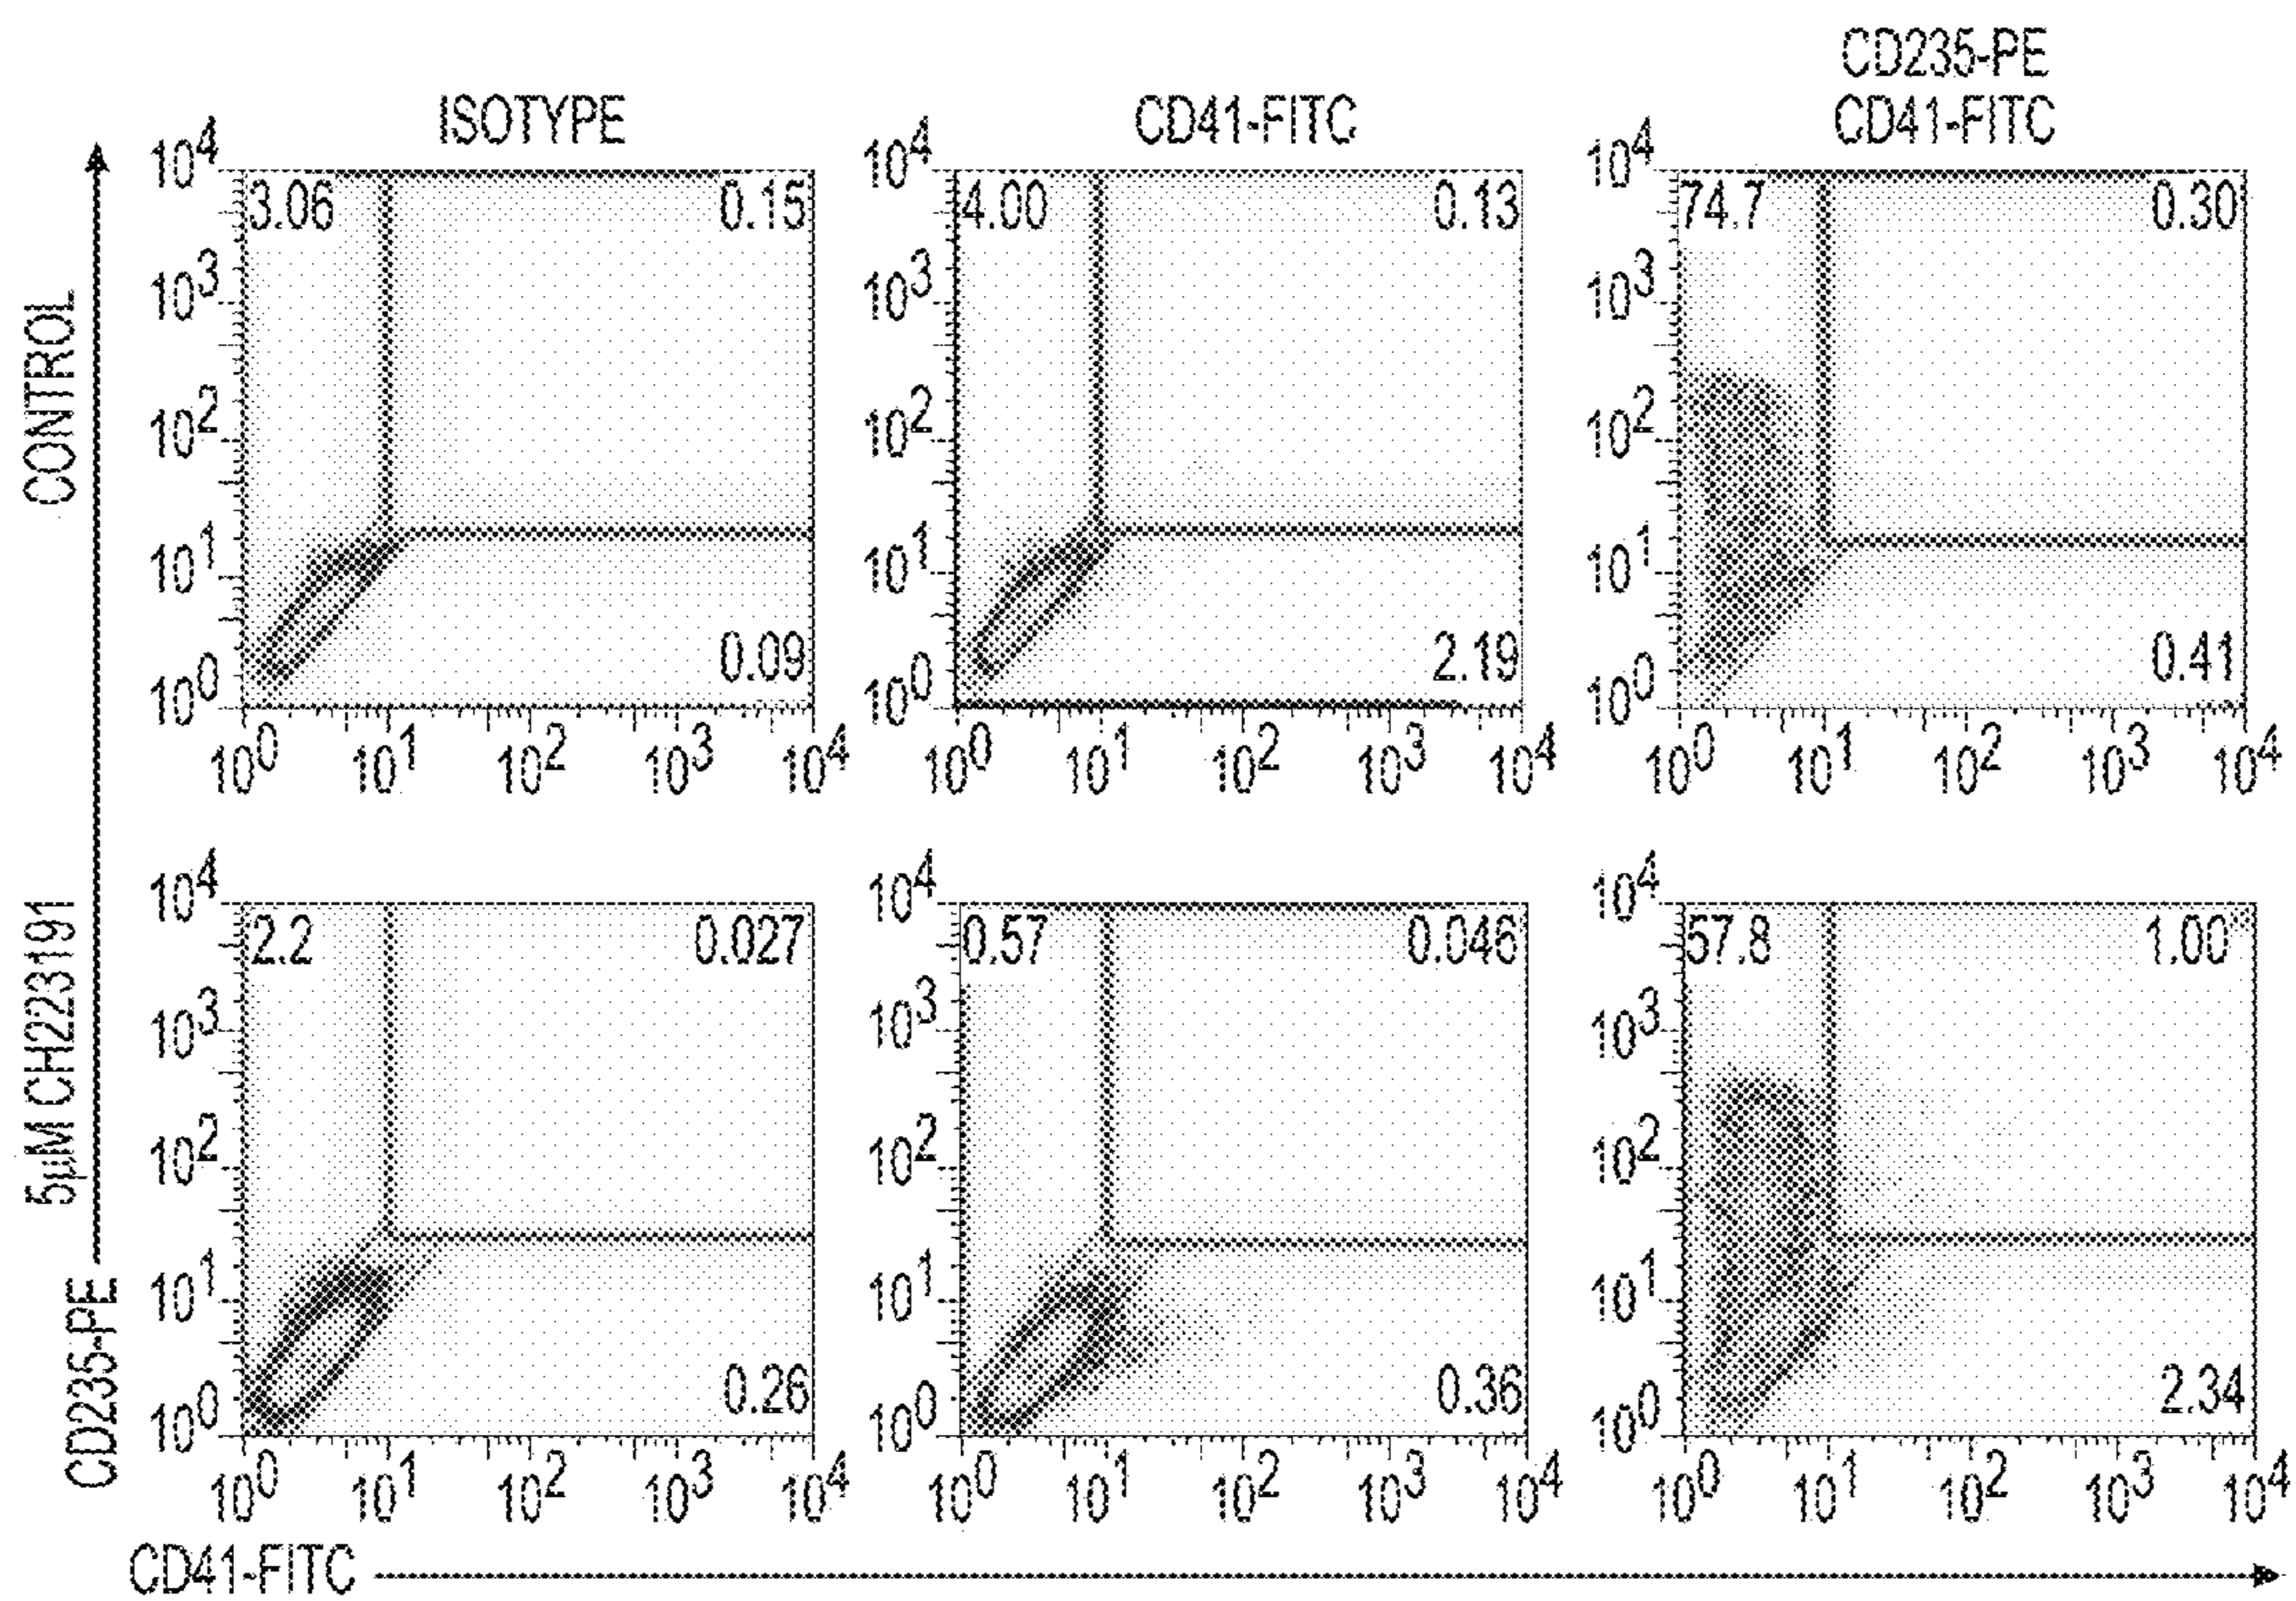 CD235-PE
ISOTYPE CD41-FITC CD41-FITC
CONTROL
10^4 3.06 0.15 10^4 4.00 0.13 10^4 74.7 0.30
10^3 10^3 10^3
10^2 10^2 10^2
10^1 10^1 10^1
10^0 0.09 10^0 2.19 10^0 0.41
10^0 10^1 10^2 10^3 10^4 10^0 10^1 10^2 10^3 10^4 10^0 10^1 10^2 10^3 10^4
5µM CH223191
10^4 2.2 0.027 10^4 0.57 0.046 10^4 57.8 1.00
10^3 10^3 10^3
10^2 10^2 10^2
10^1 10^1 10^1
10^0 0.26 10^0 0.36 10^0 2.34
10^0 10^1 10^2 10^3 10^4 10^0 10^1 10^2 10^3 10^4 10^0 10^1 10^2 10^3 10^4
CD235-PE
CD41-FITC